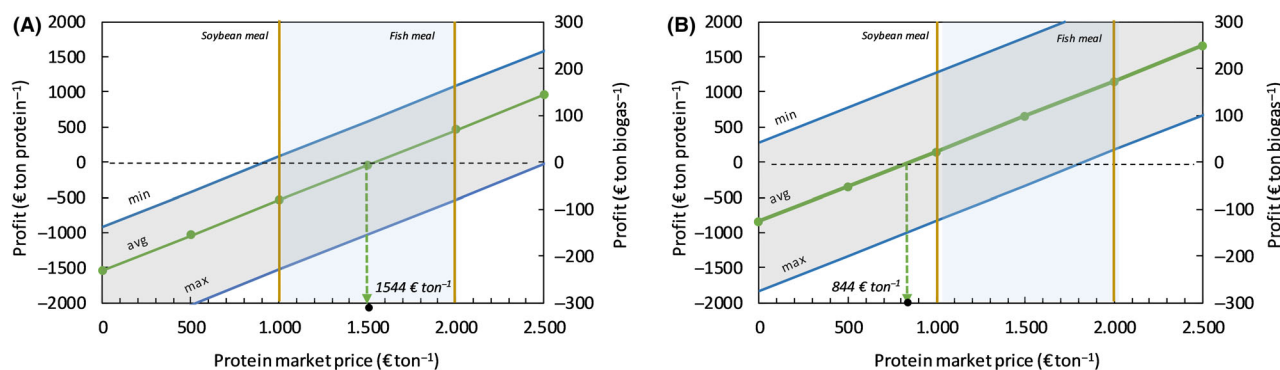 (A)
Profit (€ ton protein⁻¹)
2000
1500
1000
500
0
−500
−1000
−1500
−2000
Soybean meal
Fish meal
min
avg
max
1544 € ton⁻¹
300
200
100
0
−100
−200
−300
Profit (€ ton biogas⁻¹)
0 500 1.000 1.500 2.000 2.500
Protein market price (€ ton⁻¹)
(B)
Profit (€ ton protein⁻¹)
2000
1500
1000
500
0
−500
−1000
−1500
−2000
Soybean meal
Fish meal
min
avg
max
844 € ton⁻¹
300
200
100
0
−100
−200
−300
Profit (€ ton biogas⁻¹)
0 500 1.000 1.500 2.000 2.500
Protein market price (€ ton⁻¹)